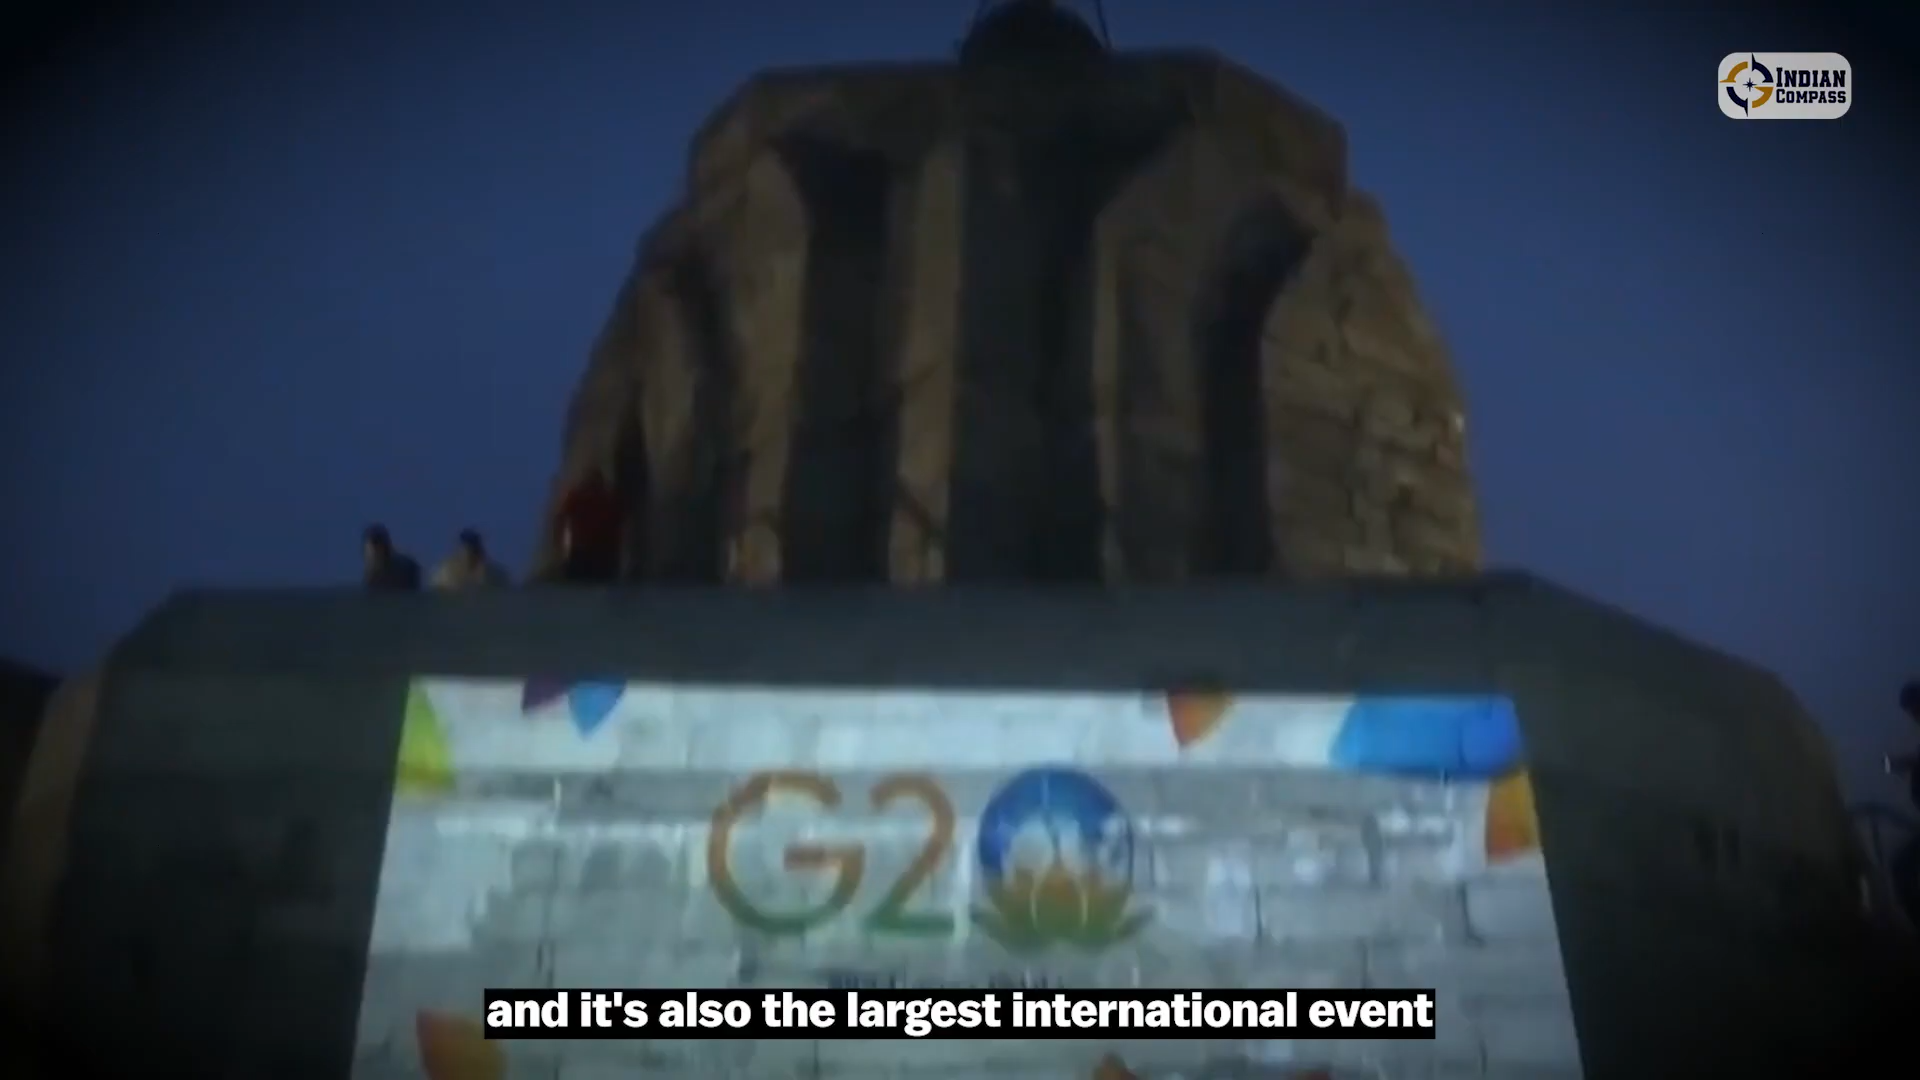 INDIAN
COMPASS
G20
and it's also the largest international event